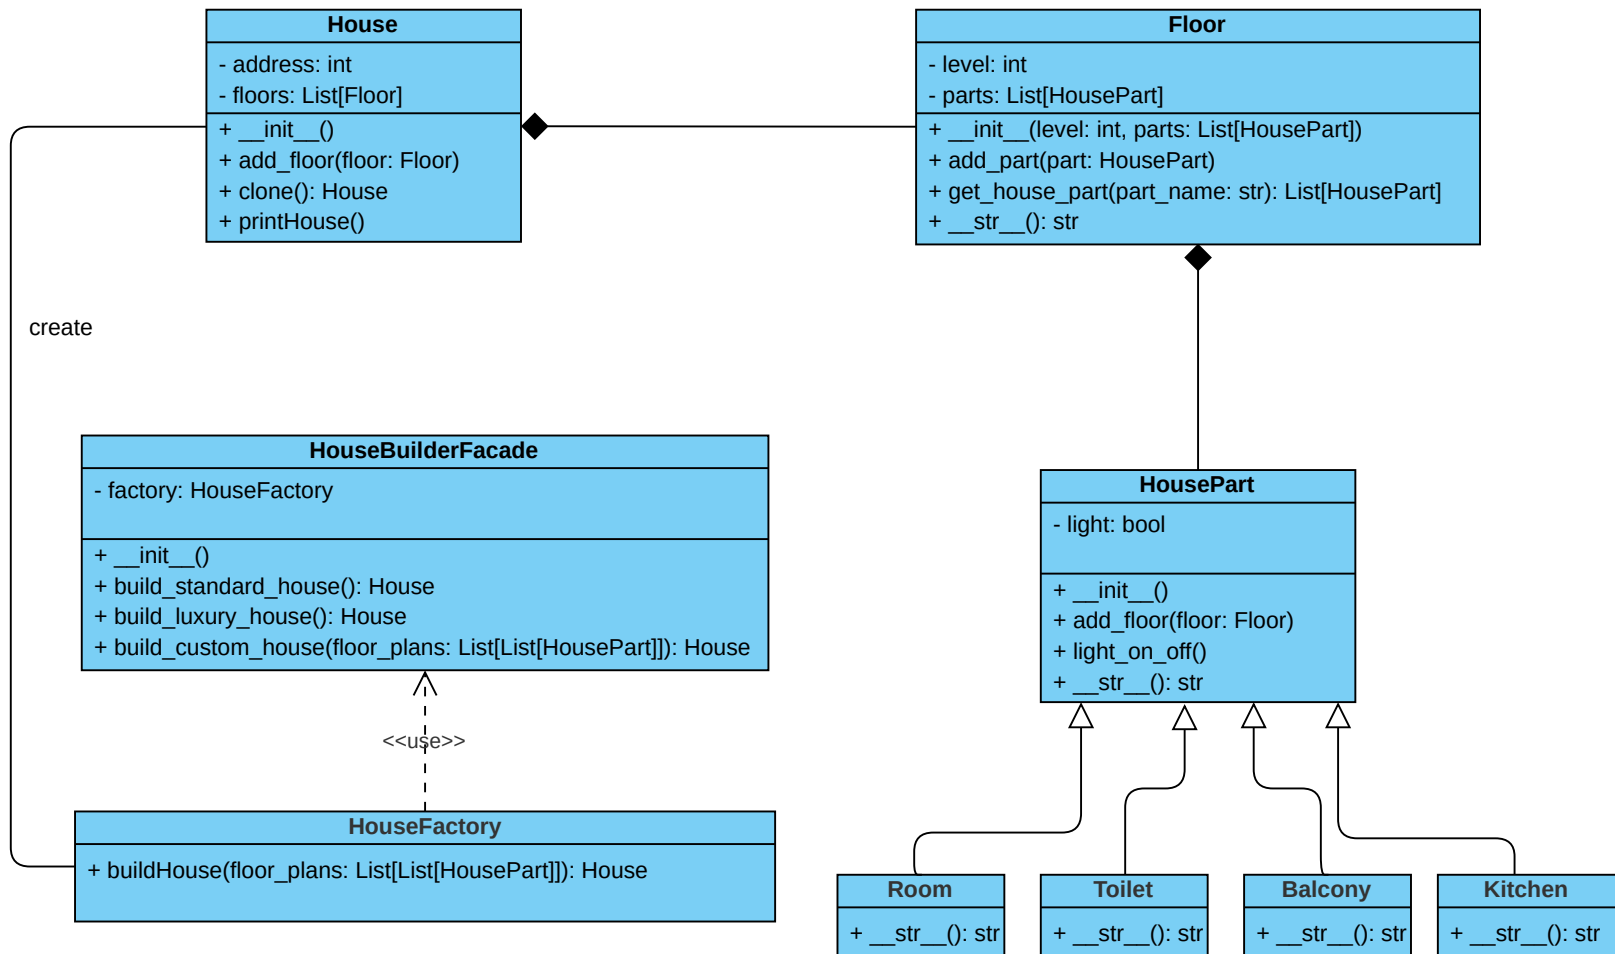 House
- address: int
- floors: List[Floor]
+ __init__()
+ add_floor(floor: Floor)
+ clone(): House
+ printHouse()
Floor
- level: int
- parts: List[HousePart]
+ __init__(level: int, parts: List[HousePart])
+ add_part(part: HousePart)
+ get_house_part(part_name: str): List[HousePart]
+ __str__(): str
create
HouseBuilderFacade
- factory: HouseFactory
+ __init__()
+ build_standard_house(): House
+ build_luxury_house(): House
+ build_custom_house(floor_plans: List[List[HousePart]]): House
HousePart
- light: bool
+ __init__()
+ add_floor(floor: Floor)
+ light_on_off()
+ __str__(): str
<<use>>
HouseFactory
+ buildHouse(floor_plans: List[List[HousePart]]): House
Room
+ __str__(): str
Toilet
+ __str__(): str
Balcony
+ __str__(): str
Kitchen
+ __str__(): str